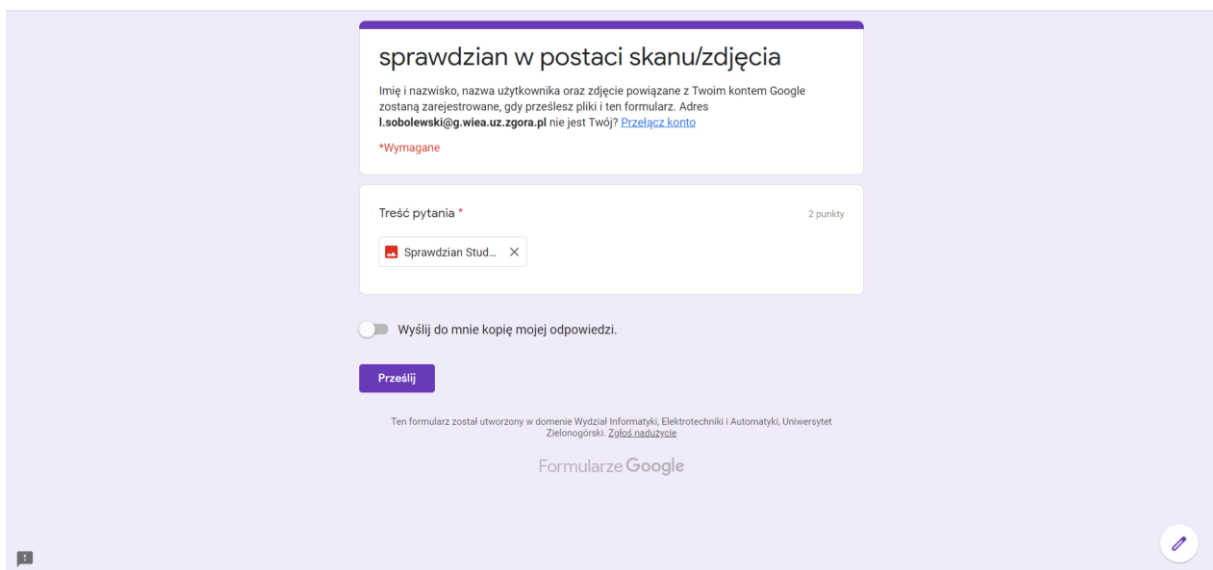 sprawdzian w postaci skanu/zdjęcia
Imię i nazwisko, nazwa użytkownika oraz zdjęcie powiązane z Twoim kontem Google
zostaną zarejestrowane, gdy prześlesz pliki i ten formularz. Adres
l.sobolewski@g.wiea.uz.zgora.pl nie jest Twój? Przełącz konto
*Wymagane
Treść pytania * 2 punkty
Sprawdzian Stud...
Wyślij do mnie kopię mojej odpowiedzi.
Prześlij
Ten formularz został utworzony w domenie Wydział Informatyki, Elektrotechniki i Automatyki, Uniwersytet
Zielonogórski. Zgłoś nadużycie
Formularze Google